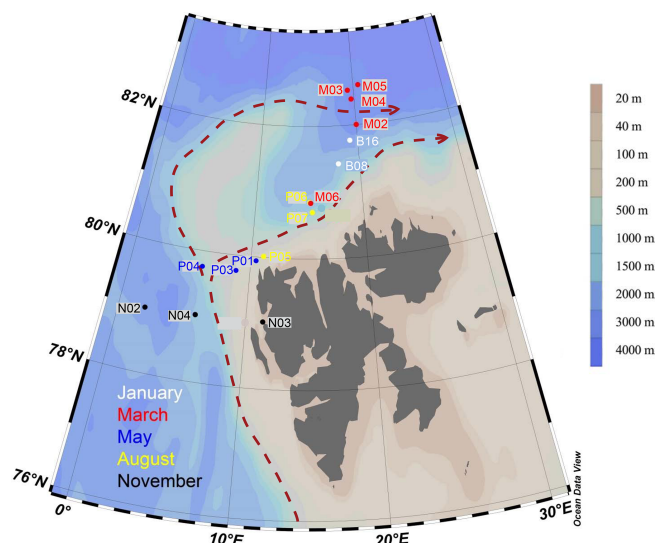 82°N
80°N
78°N
76°N
0°
10°E
20°E
30°E
M03
M05
M04
M02
B16
B08
M06
P04
P01
P03
N02
N04
N03
January
March
May
August
November
20 m
40 m
100 m
200 m
500 m
1000 m
1500 m
2000 m
3000 m
4000 m
Ocean Data View